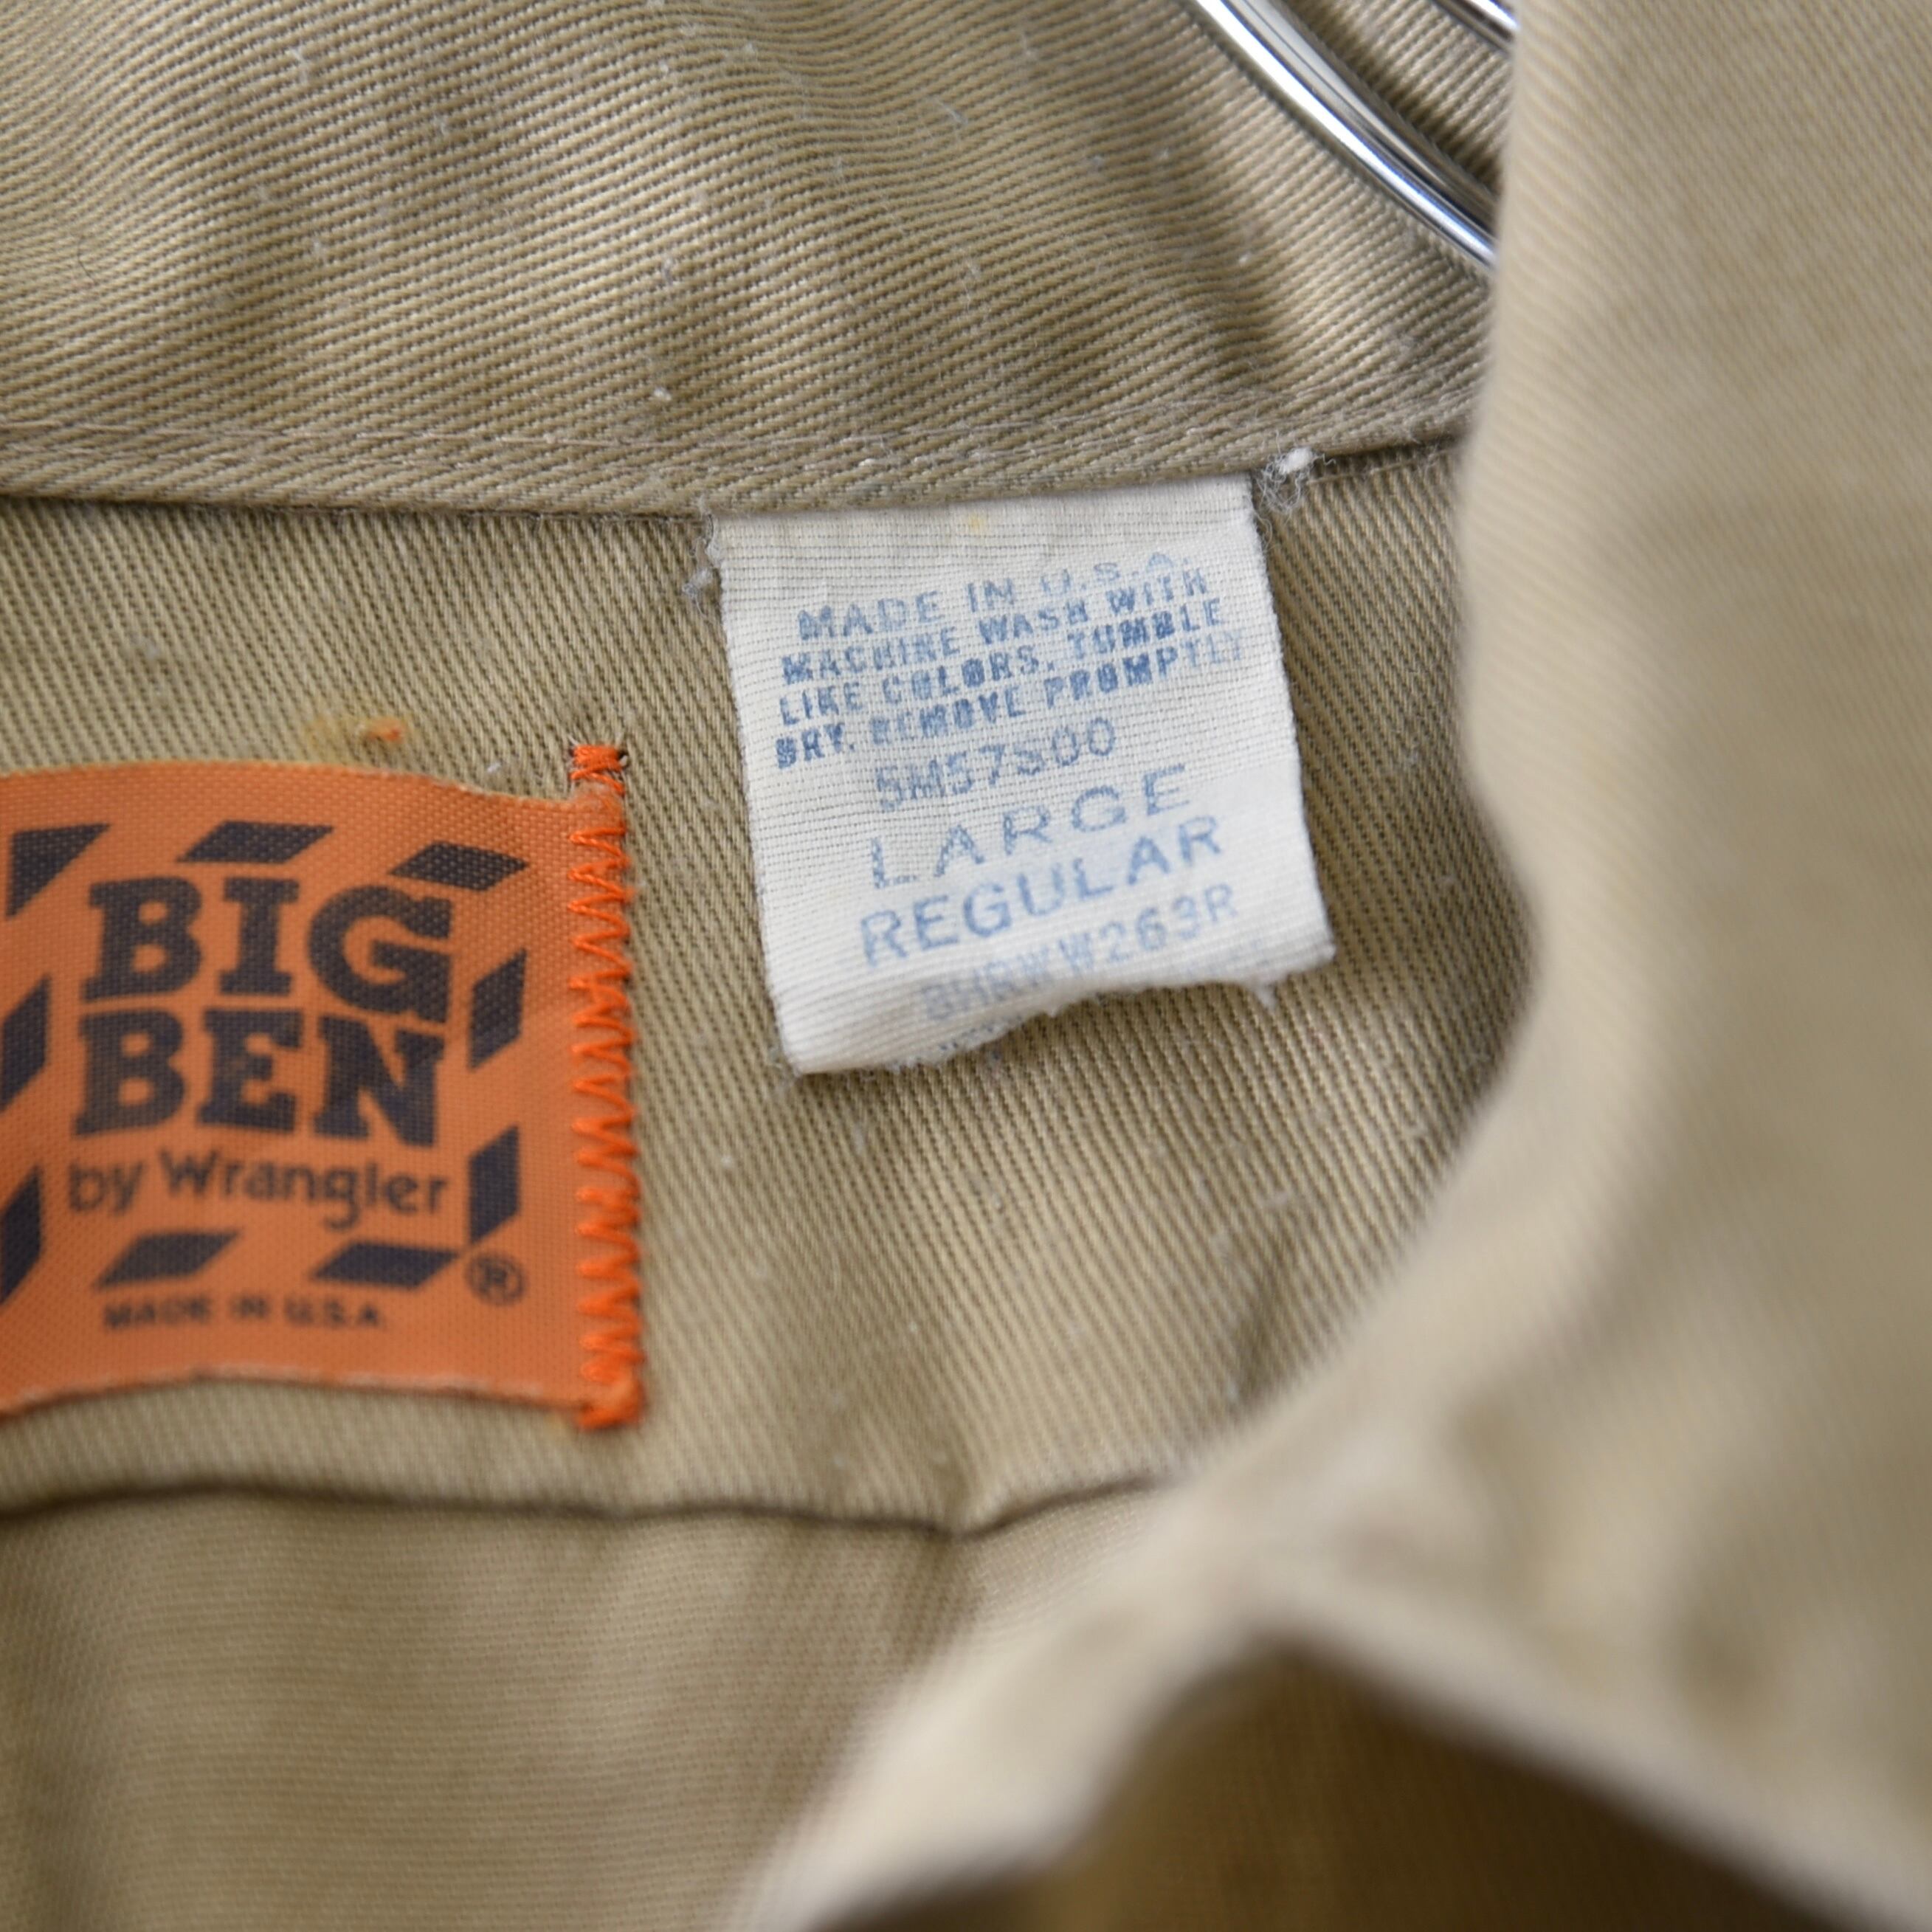 BIG
BEN
by Wrangler
®
MADE IN U.S.A.
MADE IN U.S.A.
MACHINE WASH WITH
LIKE COLORS. TUMBLE
DRY. REMOVE PROMPTLY
LARGE
REGULAR